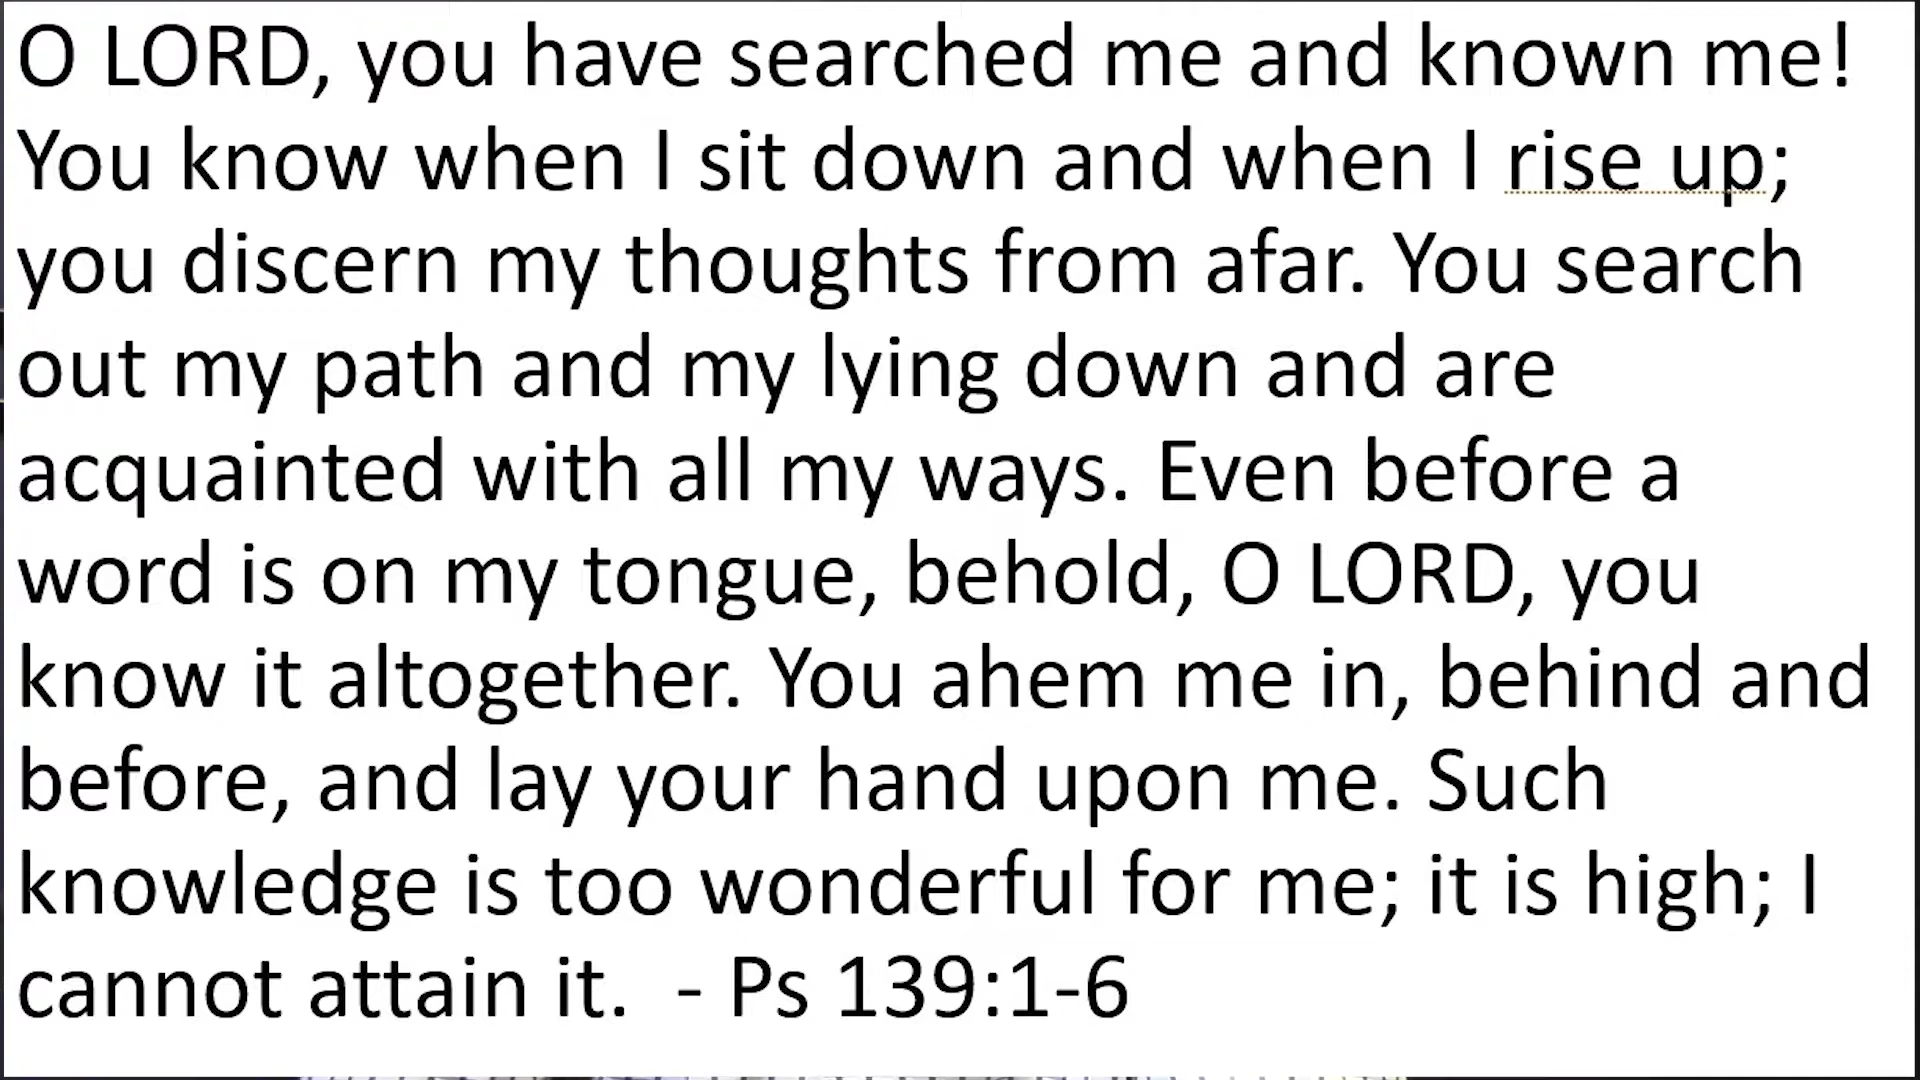 O LORD, you have searched me and known me!
You know when I sit down and when I rise up;
you discern my thoughts from afar. You search
out my path and my lying down and are
acquainted with all my ways. Even before a
word is on my tongue, behold, O LORD, you
know it altogether. You ahem me in, behind and
before, and lay your hand upon me. Such
knowledge is too wonderful for me; it is high; I
cannot attain it.  - Ps 139:1-6